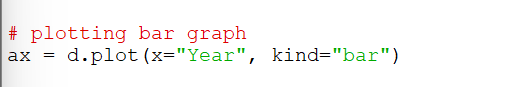 # plotting bar graph
ax = d.plot(x="Year", kind="bar")